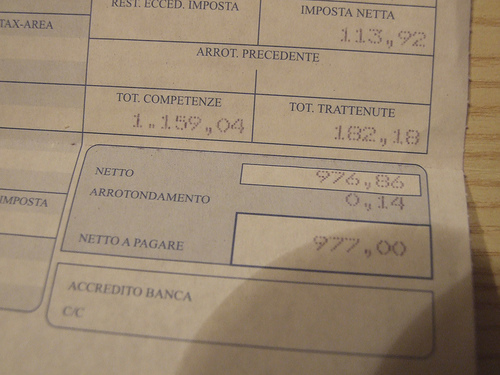 REST. ECCED. IMPOSTA
IMPOSTA NETTA
TAX-AREA
113,92
ARROT. PRECEDENTE
TOT. COMPETENZE
TOT. TRATTENUTE
1.159,04
182,18
NETTO
976,86
IMPOSTA
ARROTONDAMENTO
0,14
NETTO A PAGARE
977,00
ACCREDITO BANCA
C/C